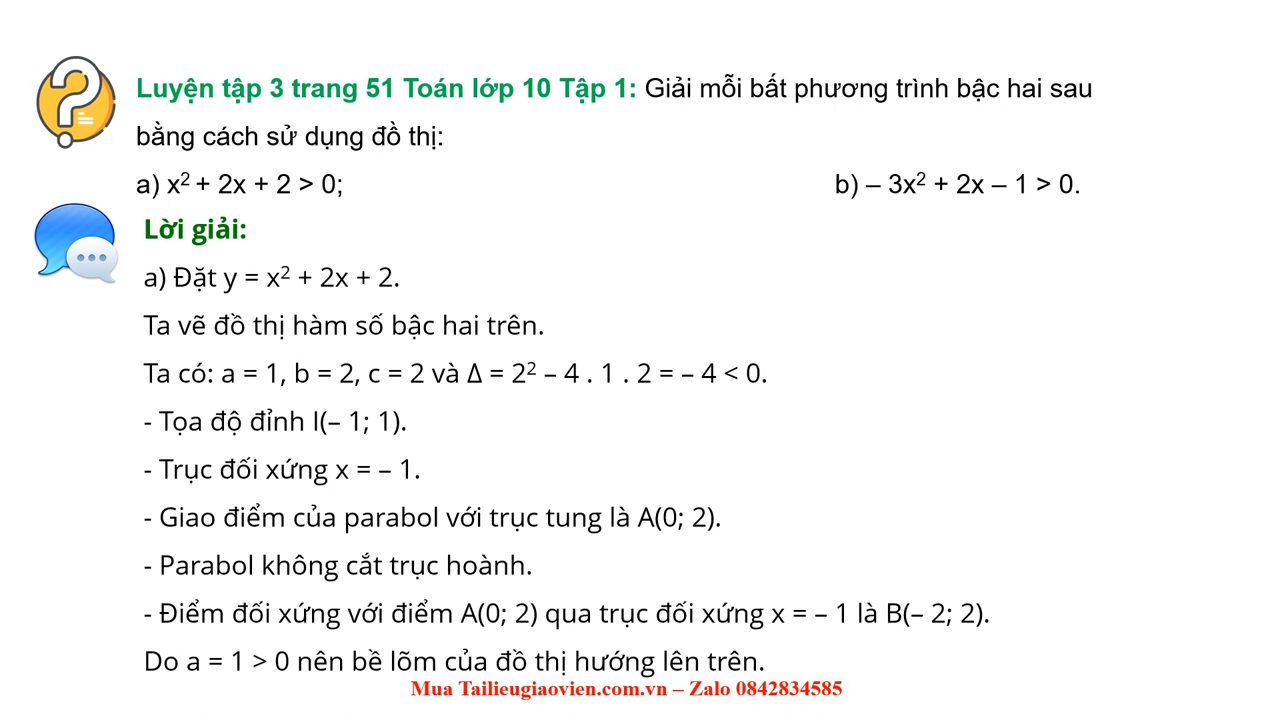 Luyện tập 3 trang 51 Toán lớp 10 Tập 1: Giải mỗi bất phương trình bậc hai sau
bằng cách sử dụng đồ thị:
a) x² + 2x + 2 > 0; b) – 3x² + 2x – 1 > 0.
Lời giải:
a) Đặt y = x² + 2x + 2.
Ta vẽ đồ thị hàm số bậc hai trên.
Ta có: a = 1, b = 2, c = 2 và Δ = 2² – 4 . 1 . 2 = – 4 < 0.
- Tọa độ đỉnh I(– 1; 1).
- Trục đối xứng x = – 1.
- Giao điểm của parabol với trục tung là A(0; 2).
- Parabol không cắt trục hoành.
- Điểm đối xứng với điểm A(0; 2) qua trục đối xứng x = – 1 là B(– 2; 2).
Do a = 1 > 0 nên bề lõm của đồ thị hướng lên trên.
Mua Tailieugiaovien.com.vn – Zalo 0842834585